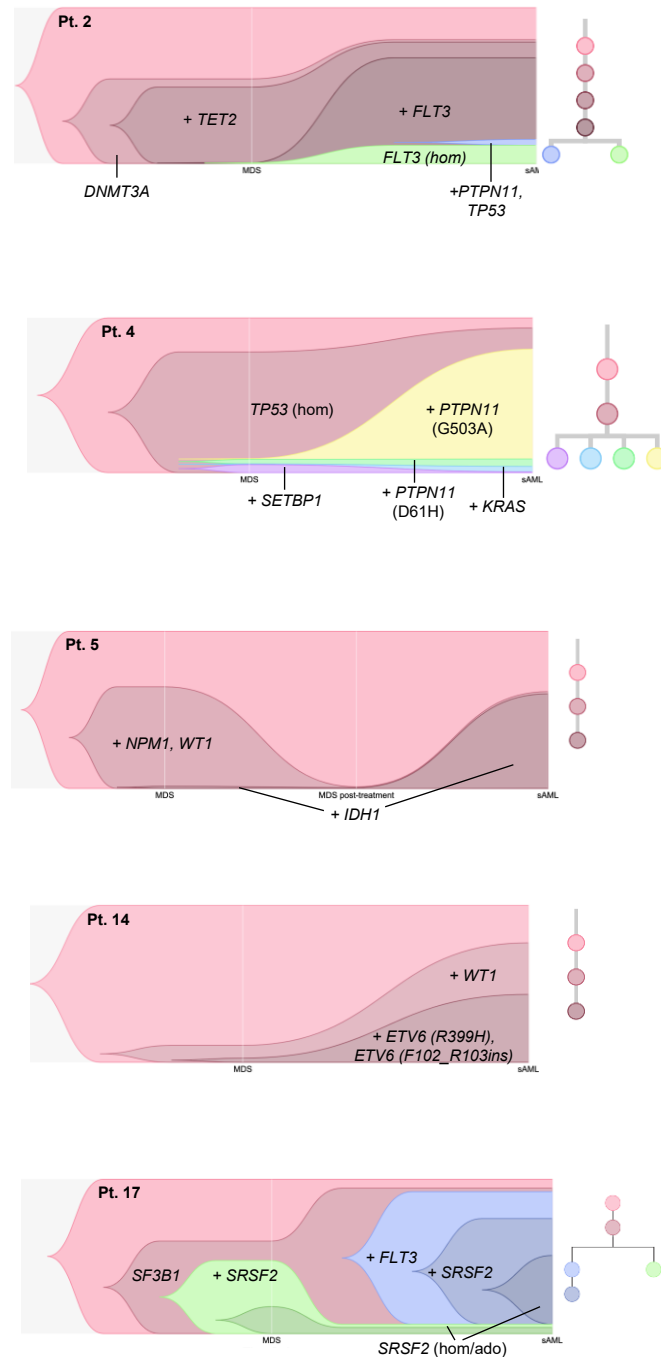 Pt. 2
+ TET2
+ FLT3
FLT3 (hom)
MDS
sAML
DNMT3A
+PTPN11,
TP53
Pt. 4
TP53 (hom)
+ PTPN11
(G503A)
MDS
sAML
+ SETBP1
+ PTPN11
(D61H)
+ KRAS
Pt. 5
+ NPM1, WT1
MDS
MDS post-treatment
sAML
+ IDH1
Pt. 14
+ WT1
+ ETV6 (R399H),
ETV6 (F102_R103ins)
MDS
sAML
Pt. 17
SF3B1
+ SRSF2
+ FLT3
+ SRSF2
MDS
sAML
SRSF2 (hom/ado)